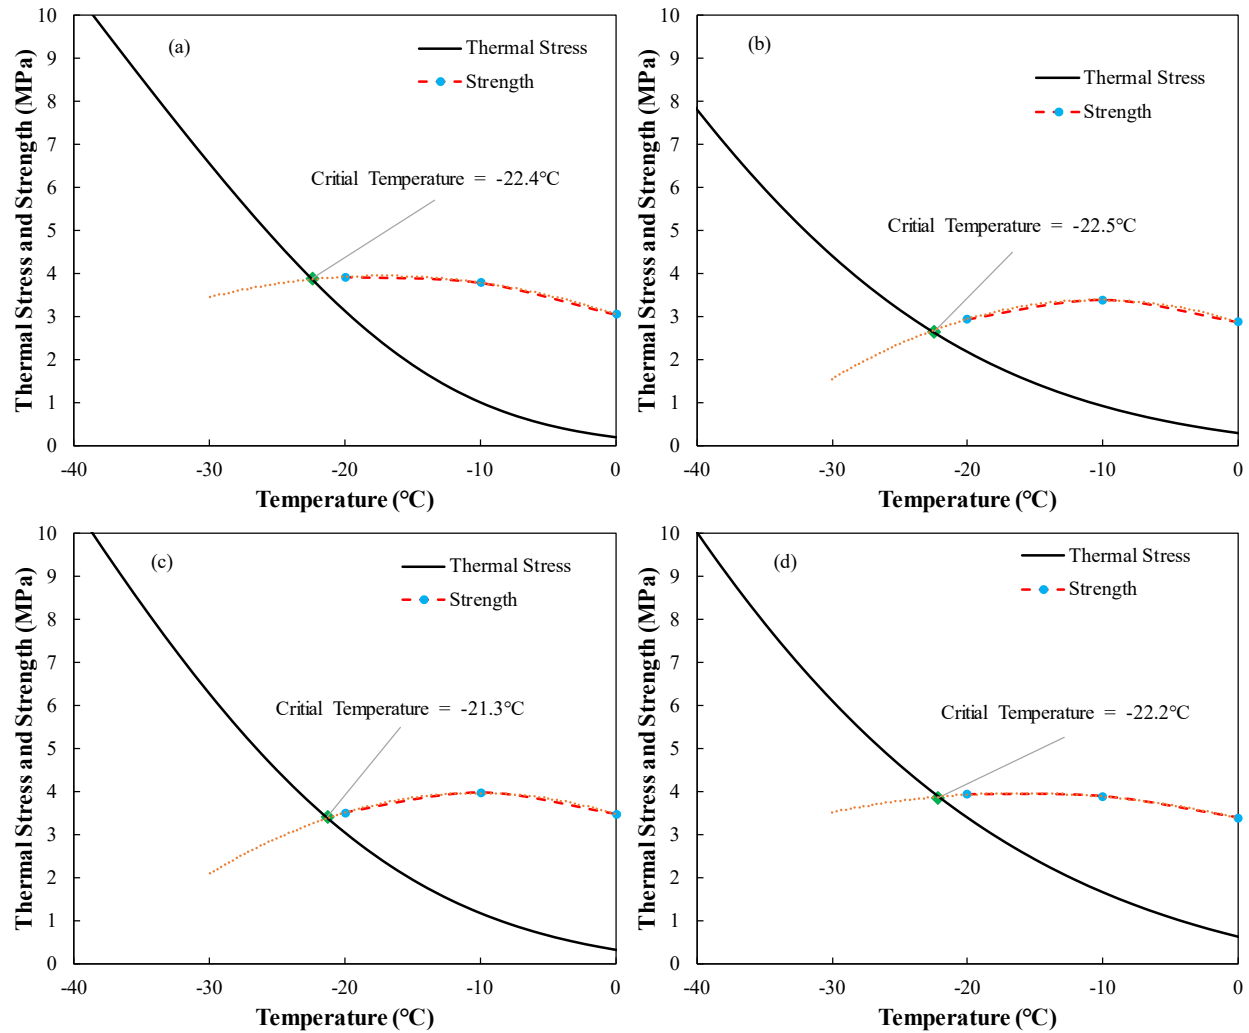 (a)
Thermal Stress
Strength
Critial Temperature = -22.4°C
Thermal Stress and Strength (MPa)
10
9
8
7
6
5
4
3
2
1
0
-40
-30
-20
-10
0
Temperature (°C)
(b)
Thermal Stress
Strength
Critial Temperature = -22.5°C
Thermal Stress and Strength (MPa)
10
9
8
7
6
5
4
3
2
1
0
-40
-30
-20
-10
0
Temperature (°C)
(c)
Thermal Stress
Strength
Critial Temperature = -21.3°C
Thermal Stress and Strength (MPa)
10
9
8
7
6
5
4
3
2
1
0
-40
-30
-20
-10
0
Temperature (°C)
(d)
Thermal Stress
Strength
Critial Temperature = -22.2°C
Thermal Stress and Strength (MPa)
10
9
8
7
6
5
4
3
2
1
0
-40
-30
-20
-10
0
Temperature (°C)